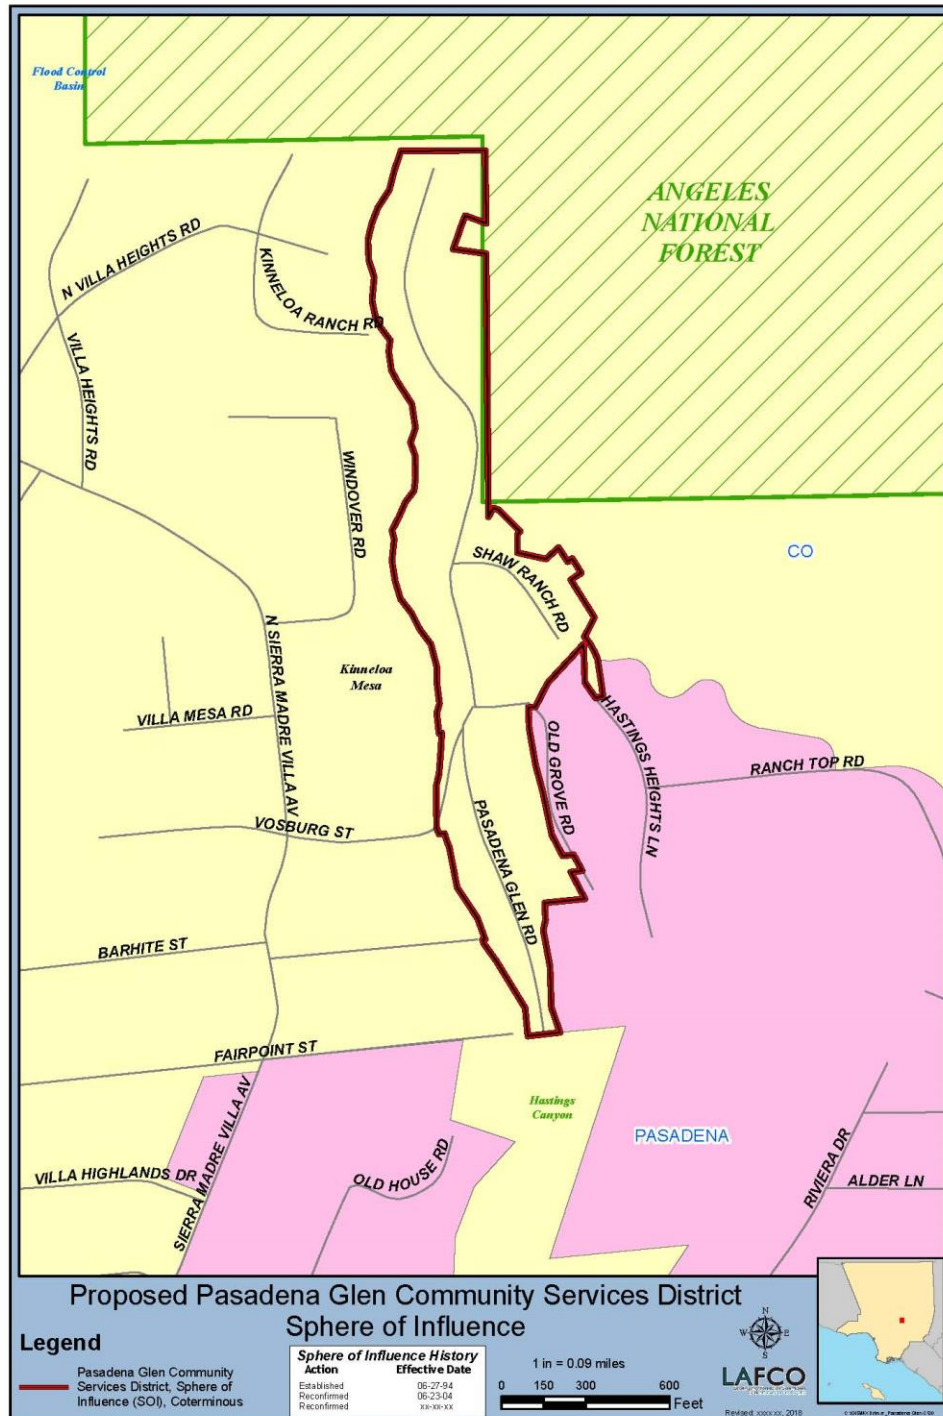 Flood Control
Basin
ANGELES
NATIONAL
FOREST
N VILLA HEIGHTS RD
KINNELOA RANCH RD
VILLA HEIGHTS RD
WINDOVER RD
SHAW RANCH RD
CO
N SIERRA MADRE VILLA AV
Kinneloa
Mesa
VILLA MESA RD
HASTINGS HEIGHTS LN
OLD GROVE RD
RANCH TOP RD
VOSBURG ST
PASADENA GLEN RD
BARHITE ST
FAIRPOINT ST
Hastings
Canyon
SIERRA MADRE VILLA AV
PASADENA
VILLA HIGHLANDS DR
OLD HOUSE RD
RIVIERA DR
ALDER LN
Proposed Pasadena Glen Community Services District
Sphere of Influence
Legend
Pasadena Glen Community
Services District, Sphere of
Influence (SOI), Coterminous
Sphere of Influence History
Action Effective Date
Established 06-27-94
Reconfirmed 06-23-04
Reconfirmed xx-xx-xx
1 in = 0.09 miles
0 150 300 600
Feet
N
W E
S
LAFCO
Revised: xxxx xx, 2018